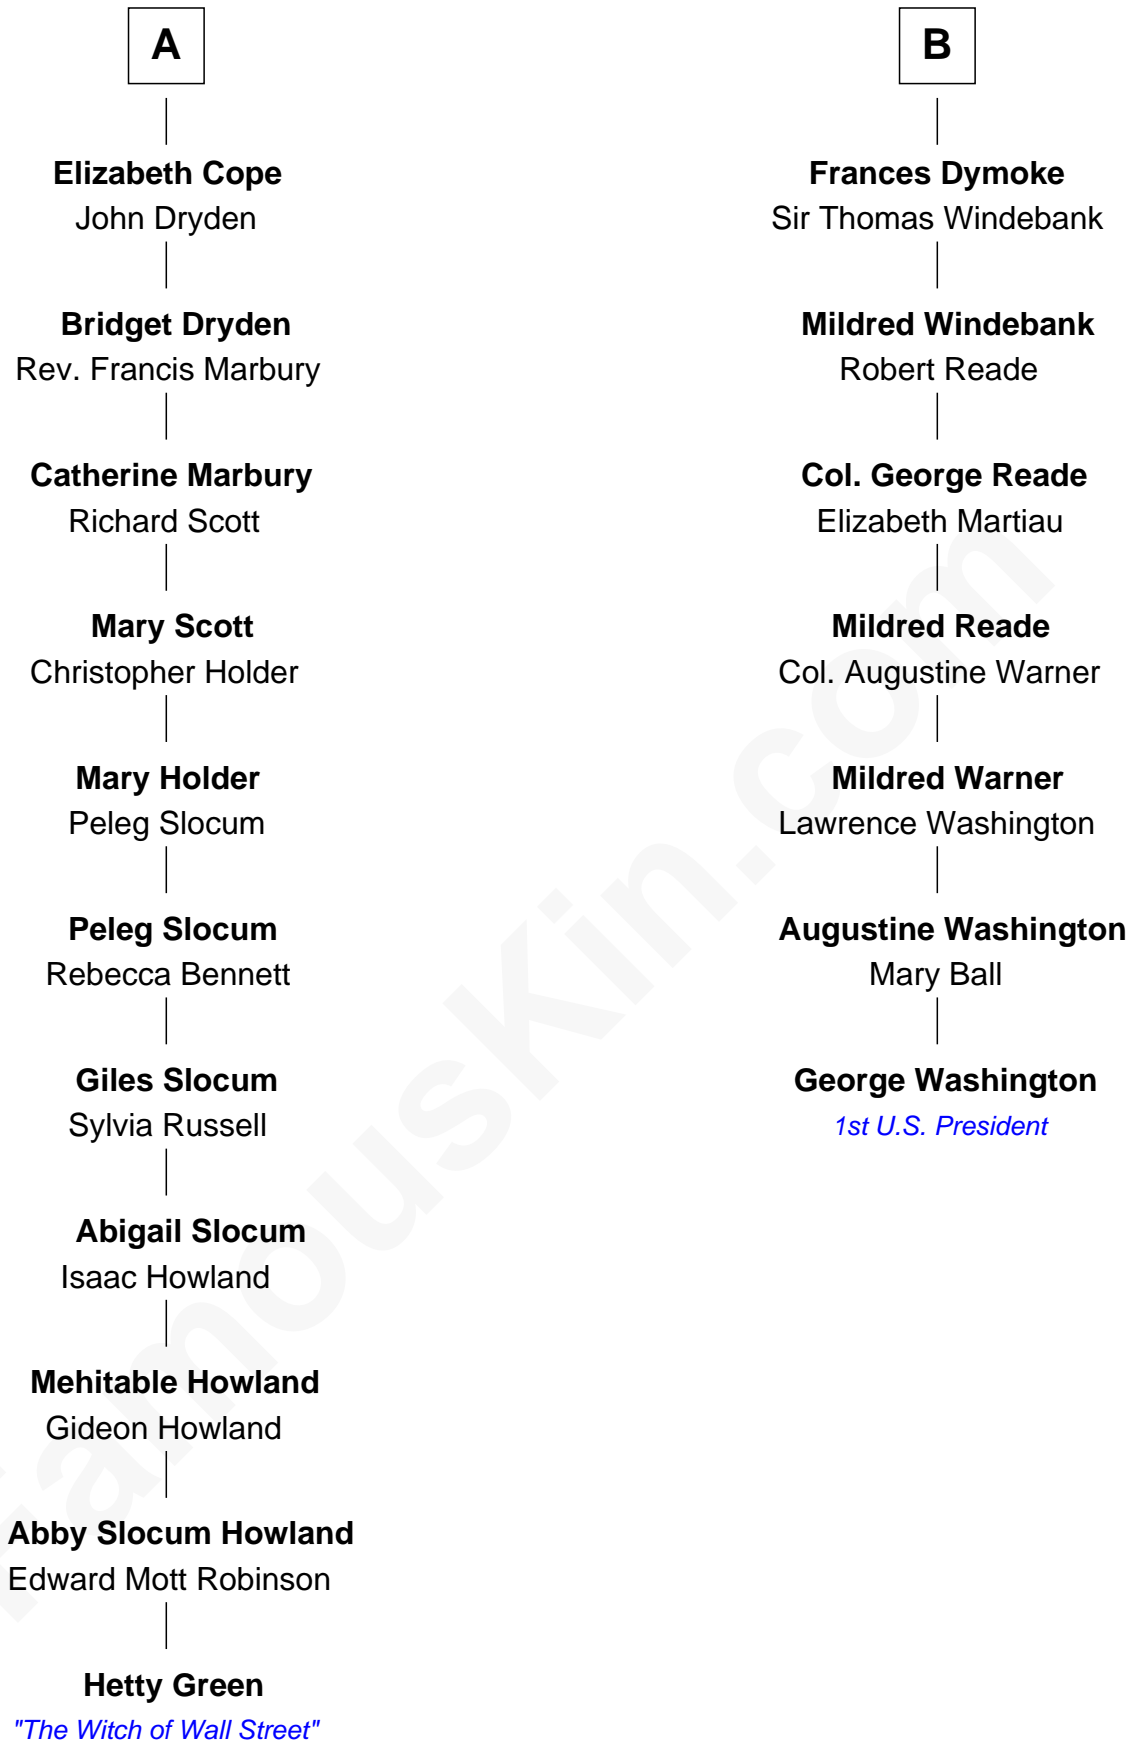 A
Elizabeth Cope
John Dryden
Bridget Dryden
Rev. Francis Marbury
Catherine Marbury
Richard Scott
Mary Scott
Christopher Holder
Mary Holder
Peleg Slocum
Peleg Slocum
Rebecca Bennett
Giles Slocum
Sylvia Russell
Abigail Slocum
Isaac Howland
Mehitable Howland
Gideon Howland
Abby Slocum Howland
Edward Mott Robinson
Hetty Green
"The Witch of Wall Street"
B
Frances Dymoke
Sir Thomas Windebank
Mildred Windebank
Robert Reade
Col. George Reade
Elizabeth Martiau
Mildred Reade
Col. Augustine Warner
Mildred Warner
Lawrence Washington
Augustine Washington
Mary Ball
George Washington
1st U.S. President
FamousKin.com